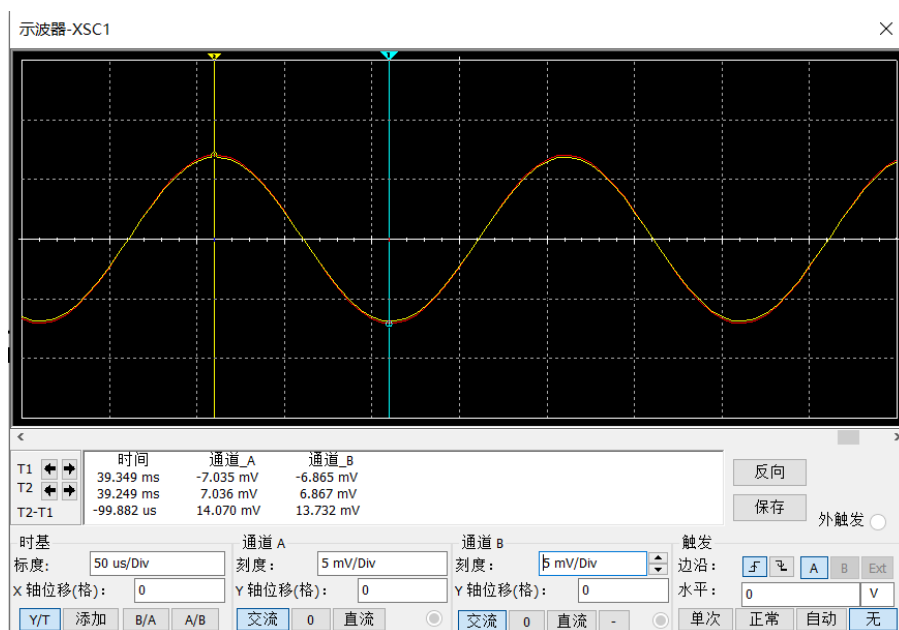 示波器-XSC1
1
1
时间 通道_A 通道_B
T1 39.349 ms -7.035 mV -6.865 mV
T2 39.249 ms 7.036 mV 6.867 mV
T2-T1 -99.882 us 14.070 mV 13.732 mV
反向
保存
外触发
时基 通道 A 通道 B 触发
标度: 50 us/Div 刻度: 5 mV/Div 刻度: 5 mV/Div 边沿: A B Ext
X 轴位移(格): 0 Y 轴位移(格): 0 Y 轴位移(格): 0 水平: 0 V
Y/T 添加 B/A A/B 交流 0 直流 交流 0 直流 - 单次 正常 自动 无